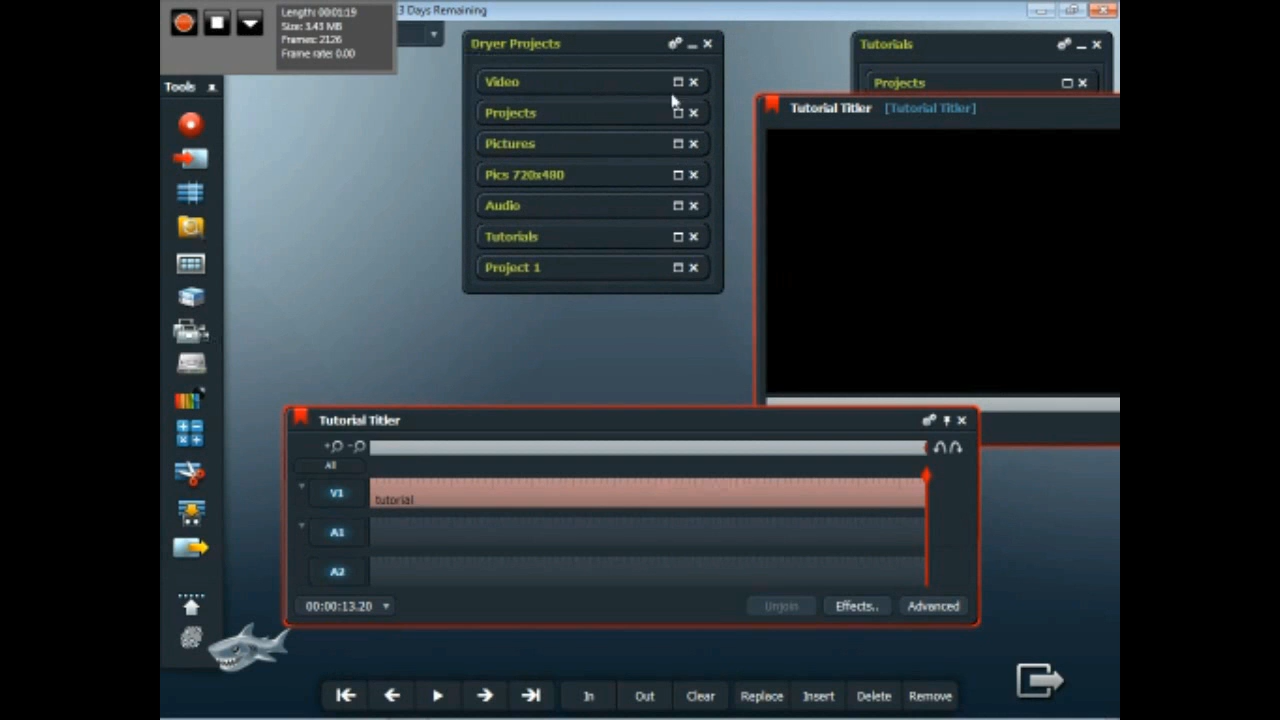 Length: 00:01:19
Size: 3.43 MB
Frames: 2126
Frame rate: 0.00
3 Days Remaining
Tools
Dryer Projects
Video
Projects
Pictures
Pics 720x480
Audio
Tutorials
Project 1
Tutorials
Projects
Tutorial Titler [Tutorial Titler]
Tutorial Titler
All
V1
tutorial
A1
A2
00:00:13.20
Unjoin
Effects..
Advanced
In
Out
Clear
Replace
Insert
Delete
Remove